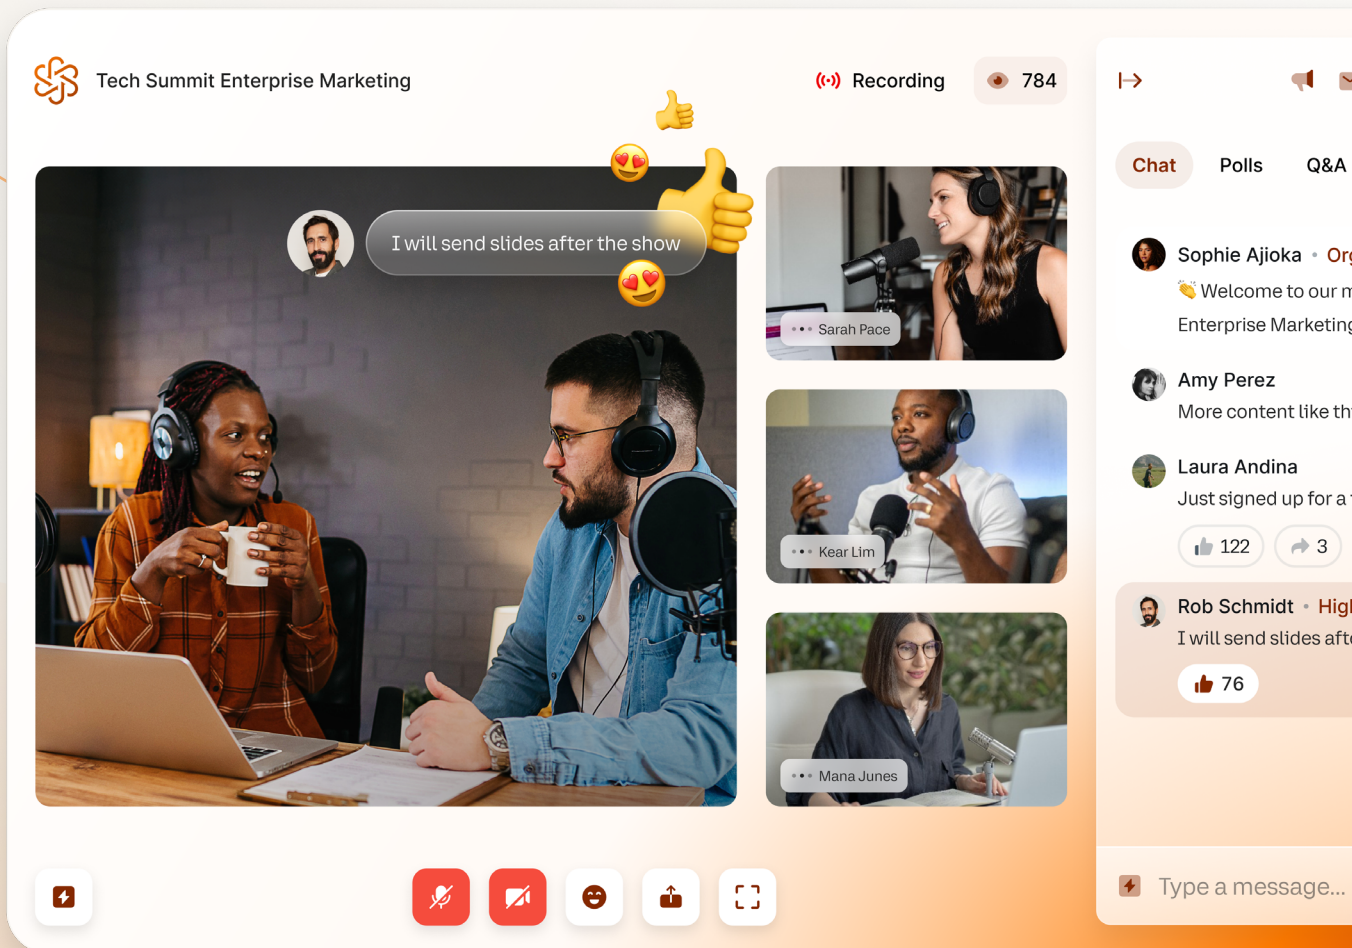 Tech Summit Enterprise Marketing
Recording
784
I will send slides after the show
Sarah Pace
Kear Lim
Mana Junes
Chat
Polls
Q&A
Sophie Ajioka •
Welcome to our
Enterprise Marketing
Amy Perez
More content like
Laura Andina
Just signed up for a
122
3
Rob Schmidt •
I will send slides
76
Type a message...